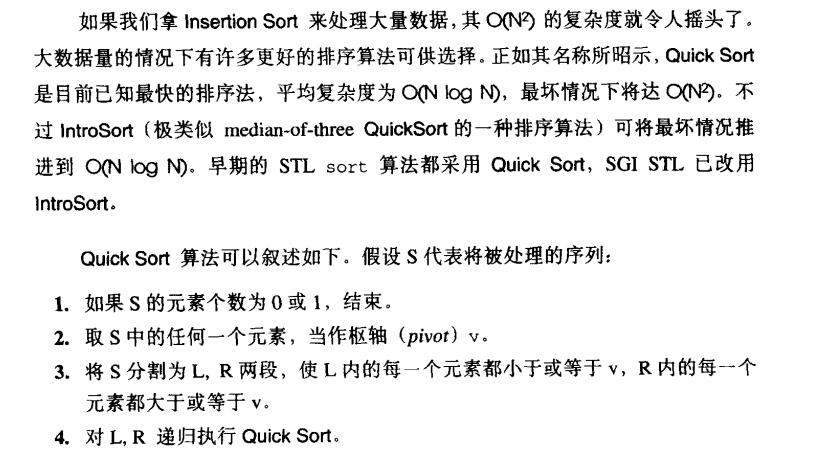 如果我们拿 Insertion Sort 来处理大量数据，其 O(N²) 的复杂度就令人摇头了。
大数据量的情况下有许多更好的排序算法可供选择。正如其名称所昭示，Quick Sort
是目前已知最快的排序法，平均复杂度为 O(N log N)，最坏情况下将达 O(N²)。不
过 IntroSort（极类似 median-of-three QuickSort 的一种排序算法）可将最坏情况推
进到 O(N log N)。早期的 STL sort 算法都采用 Quick Sort，SGI STL 已改用
IntroSort。
Quick Sort 算法可以叙述如下。假设 S 代表将被处理的序列：
1. 如果 S 的元素个数为 0 或 1，结束。
2. 取 S 中的任何一个元素，当作枢轴（pivot）v。
3. 将 S 分割为 L, R 两段，使 L 内的每一个元素都小于或等于 v，R 内的每一个
元素都大于或等于 v。
4. 对 L, R 递归执行 Quick Sort。